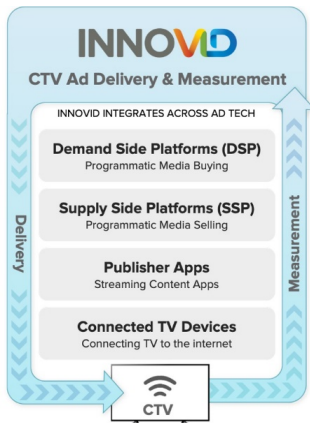 INNOVID
CTV Ad Delivery & Measurement
INNOVID INTEGRATES ACROSS AD TECH
Demand Side Platforms (DSP)
Programmatic Media Buying
Supply Side Platforms (SSP)
Programmatic Media Selling
Publisher Apps
Streaming Content Apps
Connected TV Devices
Connecting TV to the internet
Delivery
Measurement
CTV